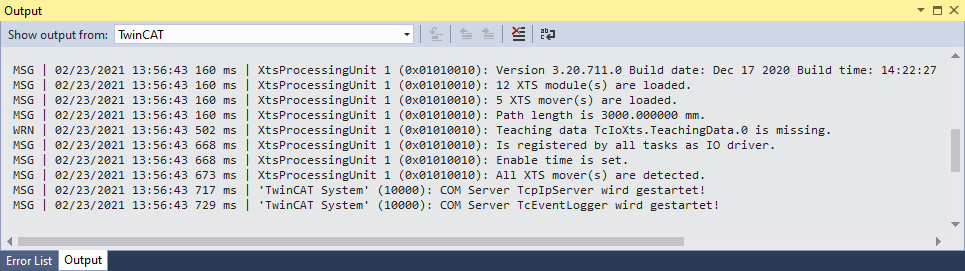 Output
Show output from: TwinCAT
MSG | 02/23/2021 13:56:43 160 ms | XtsProcessingUnit 1 (0x01010010): Version 3.20.711.0 Build date: Dec 17 2020 Build time: 14:22:27
MSG | 02/23/2021 13:56:43 160 ms | XtsProcessingUnit 1 (0x01010010): 12 XTS module(s) are loaded.
MSG | 02/23/2021 13:56:43 160 ms | XtsProcessingUnit 1 (0x01010010): 5 XTS mover(s) are loaded.
MSG | 02/23/2021 13:56:43 160 ms | XtsProcessingUnit 1 (0x01010010): Path length is 3000.000000 mm.
WRN | 02/23/2021 13:56:43 502 ms | XtsProcessingUnit 1 (0x01010010): Teaching data TcIoXts.TeachingData.0 is missing.
MSG | 02/23/2021 13:56:43 668 ms | XtsProcessingUnit 1 (0x01010010): Is registered by all tasks as IO driver.
MSG | 02/23/2021 13:56:43 668 ms | XtsProcessingUnit 1 (0x01010010): Enable time is set.
MSG | 02/23/2021 13:56:43 673 ms | XtsProcessingUnit 1 (0x01010010): All XTS mover(s) are detected.
MSG | 02/23/2021 13:56:43 717 ms | 'TwinCAT System' (10000): COM Server TcpIpServer wird gestartet!
MSG | 02/23/2021 13:56:43 729 ms | 'TwinCAT System' (10000): COM Server TcEventLogger wird gestartet!
Error List Output